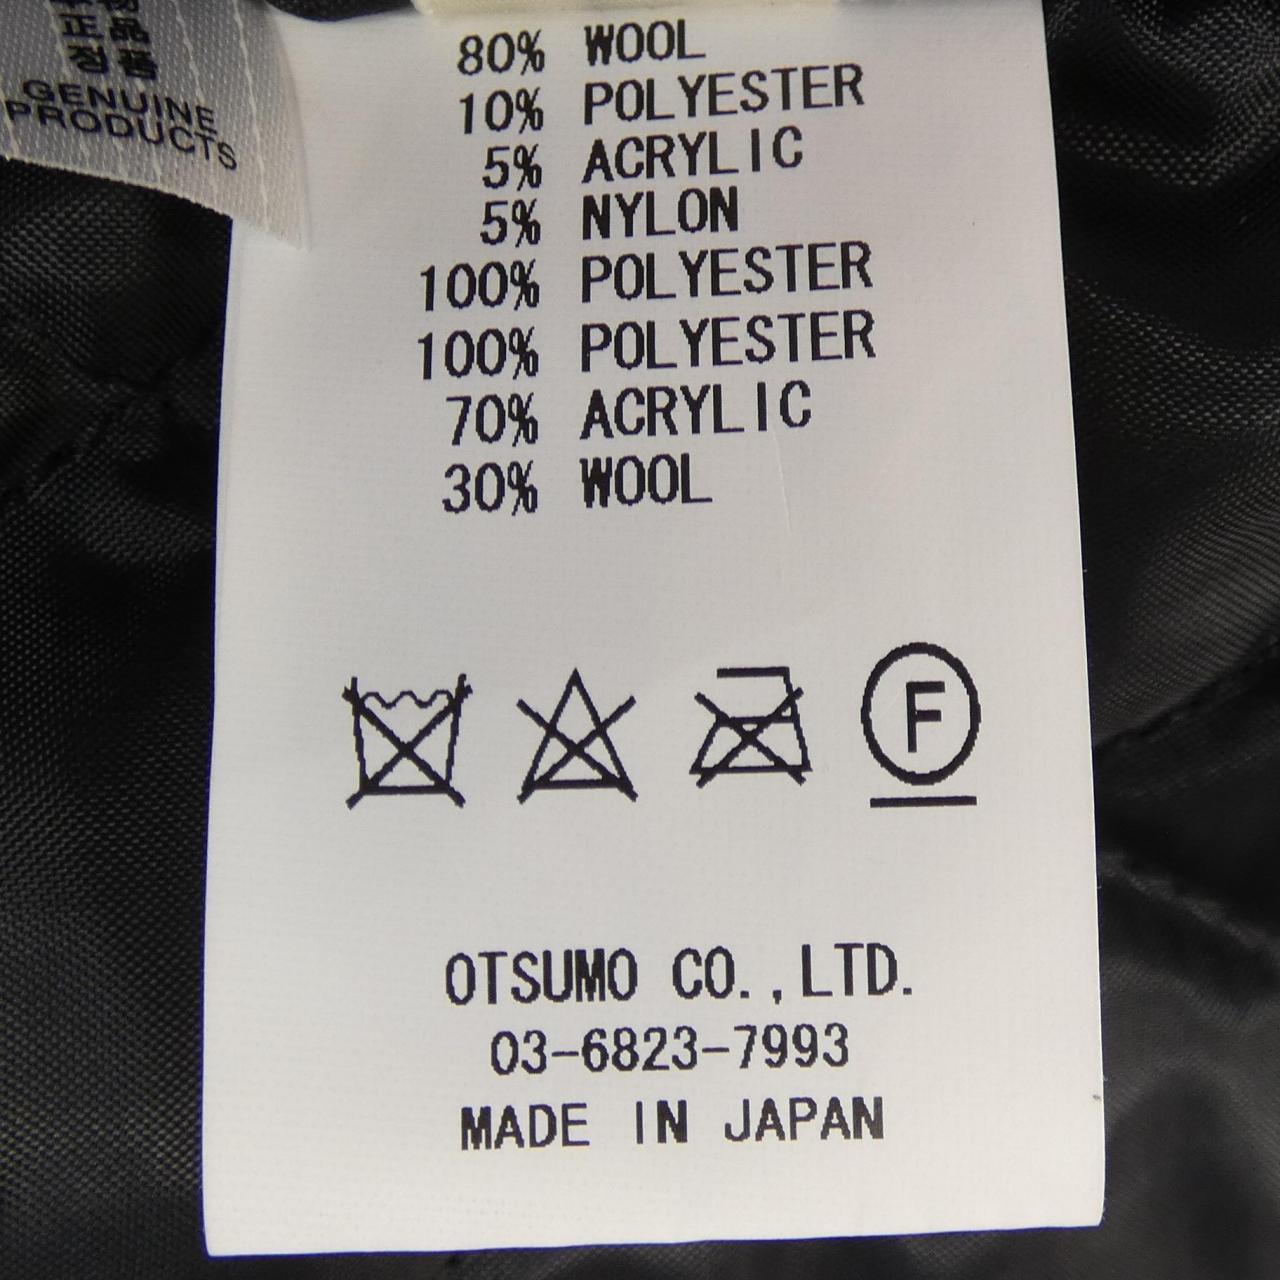 正品
정품
GENUINE
PRODUCTS
80% WOOL
10% POLYESTER
5% ACRYLIC
5% NYLON
100% POLYESTER
100% POLYESTER
70% ACRYLIC
30% WOOL
F
OTSUMO CO.,LTD.
03-6823-7993
MADE IN JAPAN